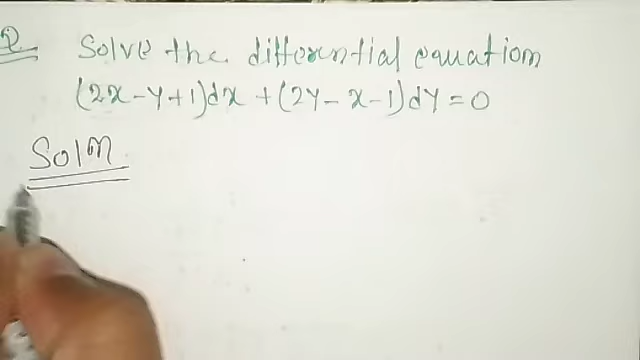 Q Solve the differential equation
(2x-y+1)dx + (2y-x-1)dy=0
Soln